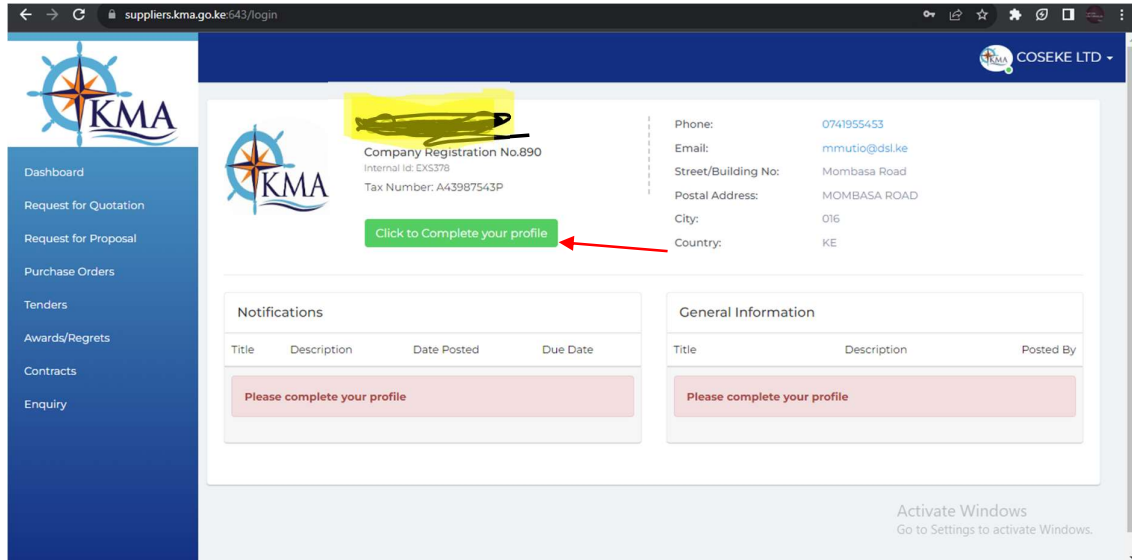 suppliers.kma.go.ke:643/login
KMA
COSEKE LTD
KMA
Dashboard
Request for Quotation
Request for Proposal
Purchase Orders
Tenders
Awards/Regrets
Contracts
Enquiry
KMA
Company Registration No.890
Internal Id: EXS378
Tax Number: A43987543P
Click to Complete your profile
Phone: 0741955453
Email: mmutio@dsl.ke
Street/Building No: Mombasa Road
Postal Address: MOMBASA ROAD
City: 016
Country: KE
Notifications
Title Description Date Posted Due Date
Please complete your profile
General Information
Title Description Posted By
Please complete your profile
Activate Windows
Go to Settings to activate Windows.